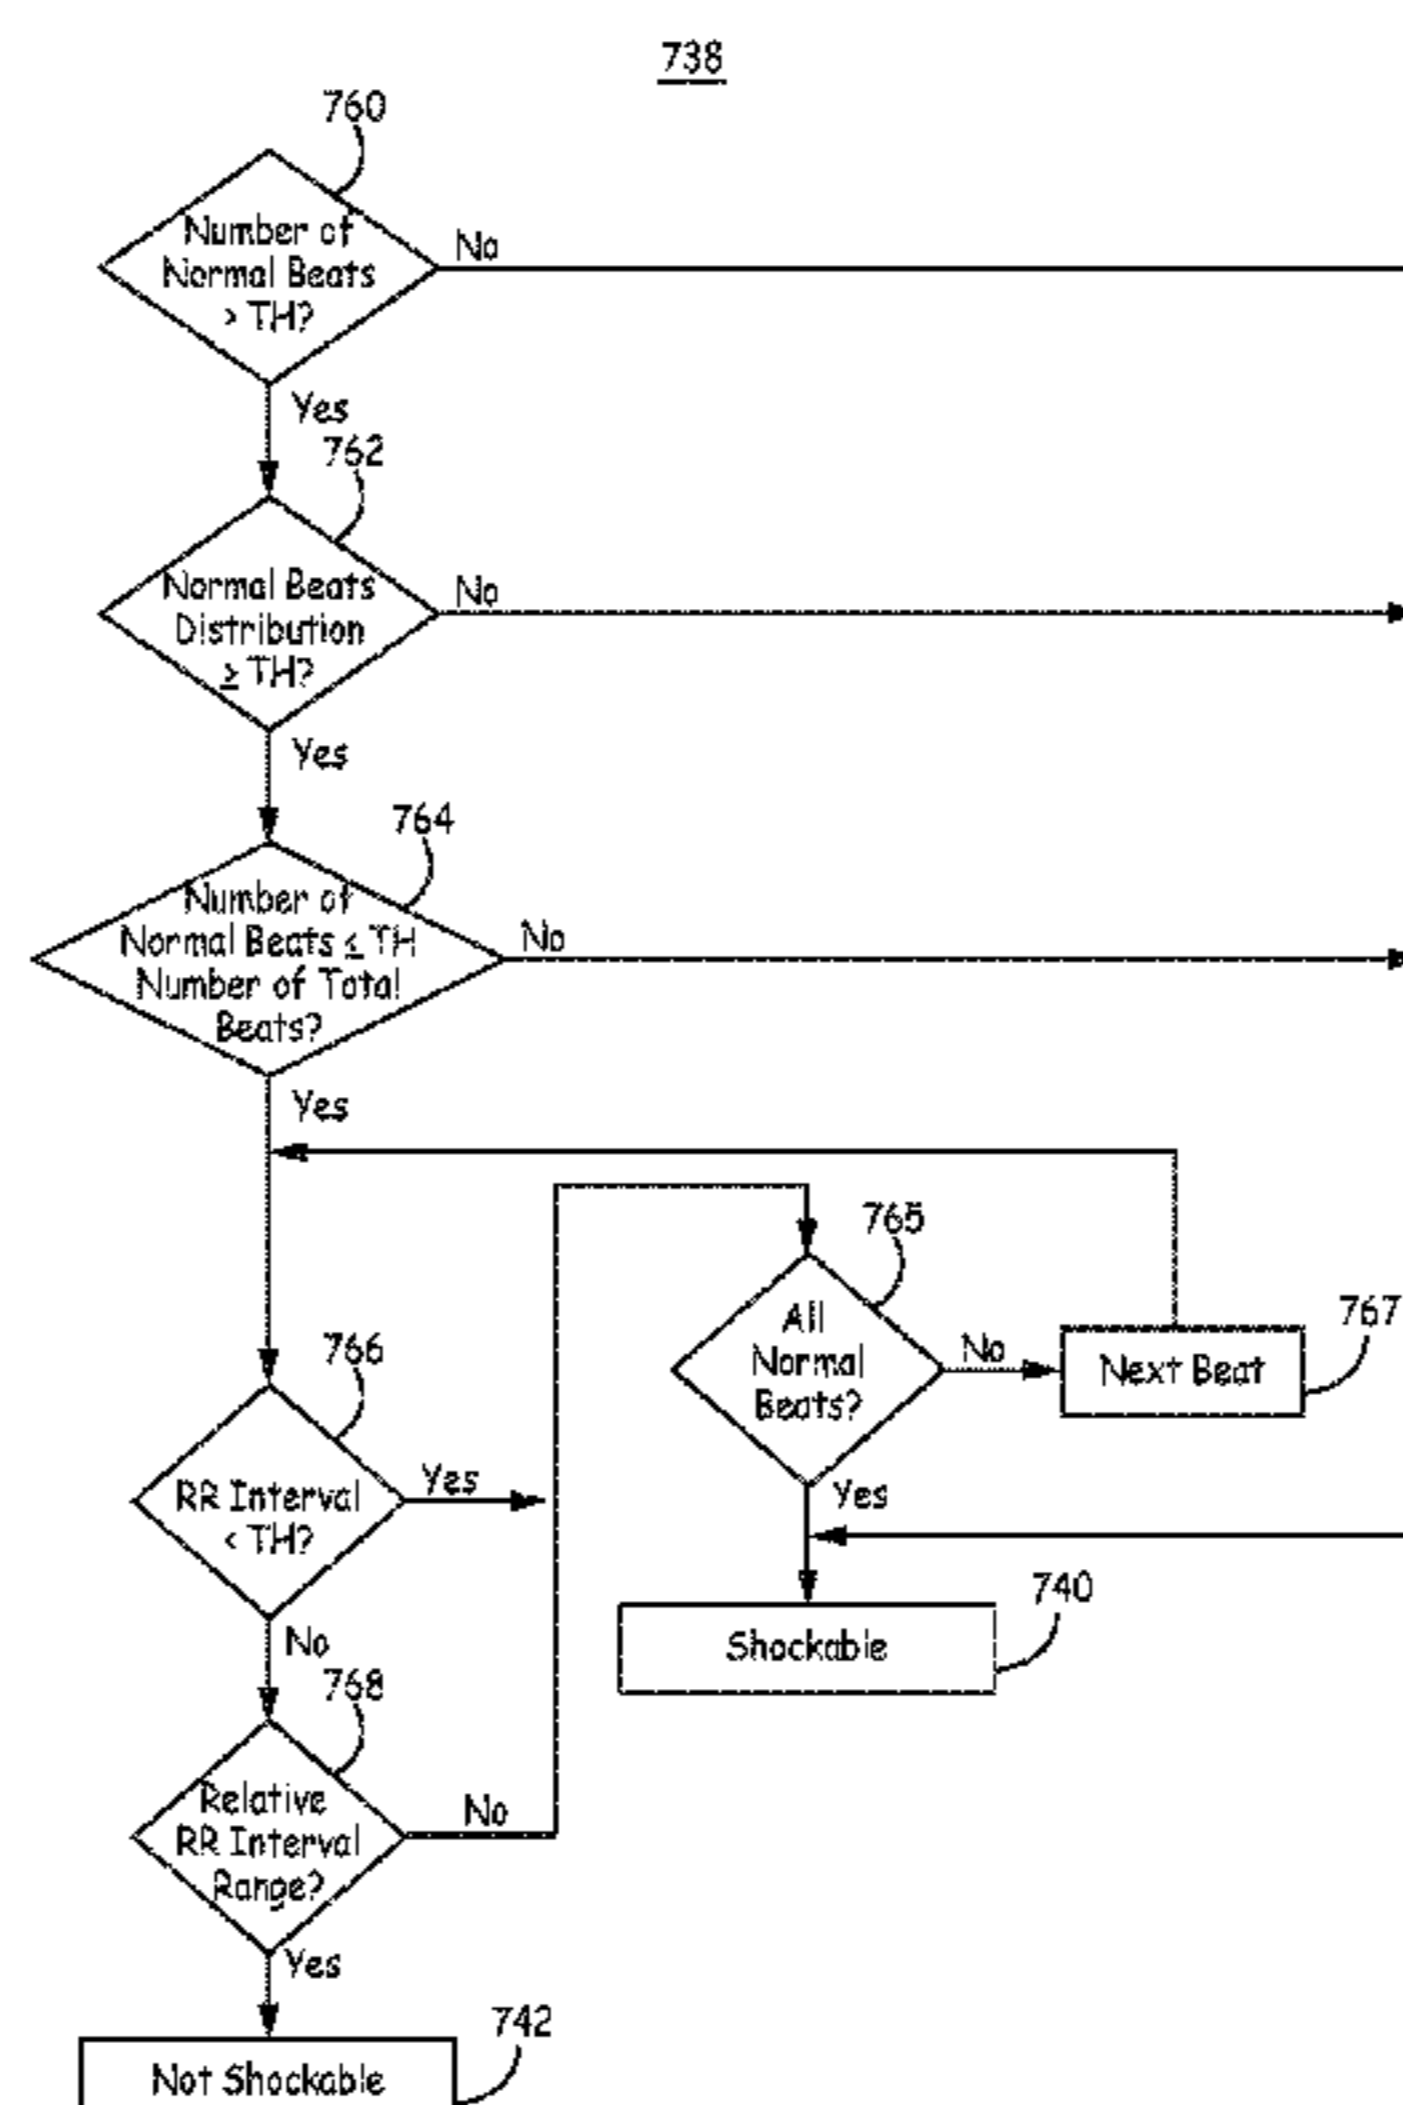 738
760
Number of
Normal Beats
> TH?
No
Yes
762
Normal Beats
Distribution
≥ TH?
No
Yes
764
Number of
Normal Beats ≤ TH
Number of Total
Beats?
No
Yes
765
All
Normal
Beats?
No
767
Next Beat
Yes
766
RR Interval
< TH?
Yes
No
740
Shockable
768
Relative
RR Interval
Range?
No
Yes
742
Not Shockable